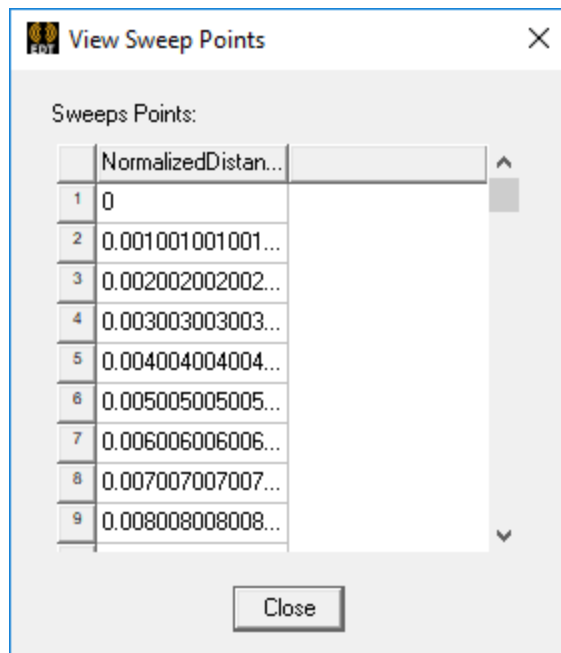 EDT View Sweep Points
Sweeps Points:
NormalizedDistan...
1 0
2 0.001001001001...
3 0.002002002002...
4 0.003003003003...
5 0.004004004004...
6 0.005005005005...
7 0.006006006006...
8 0.007007007007...
9 0.008008008008...
Close